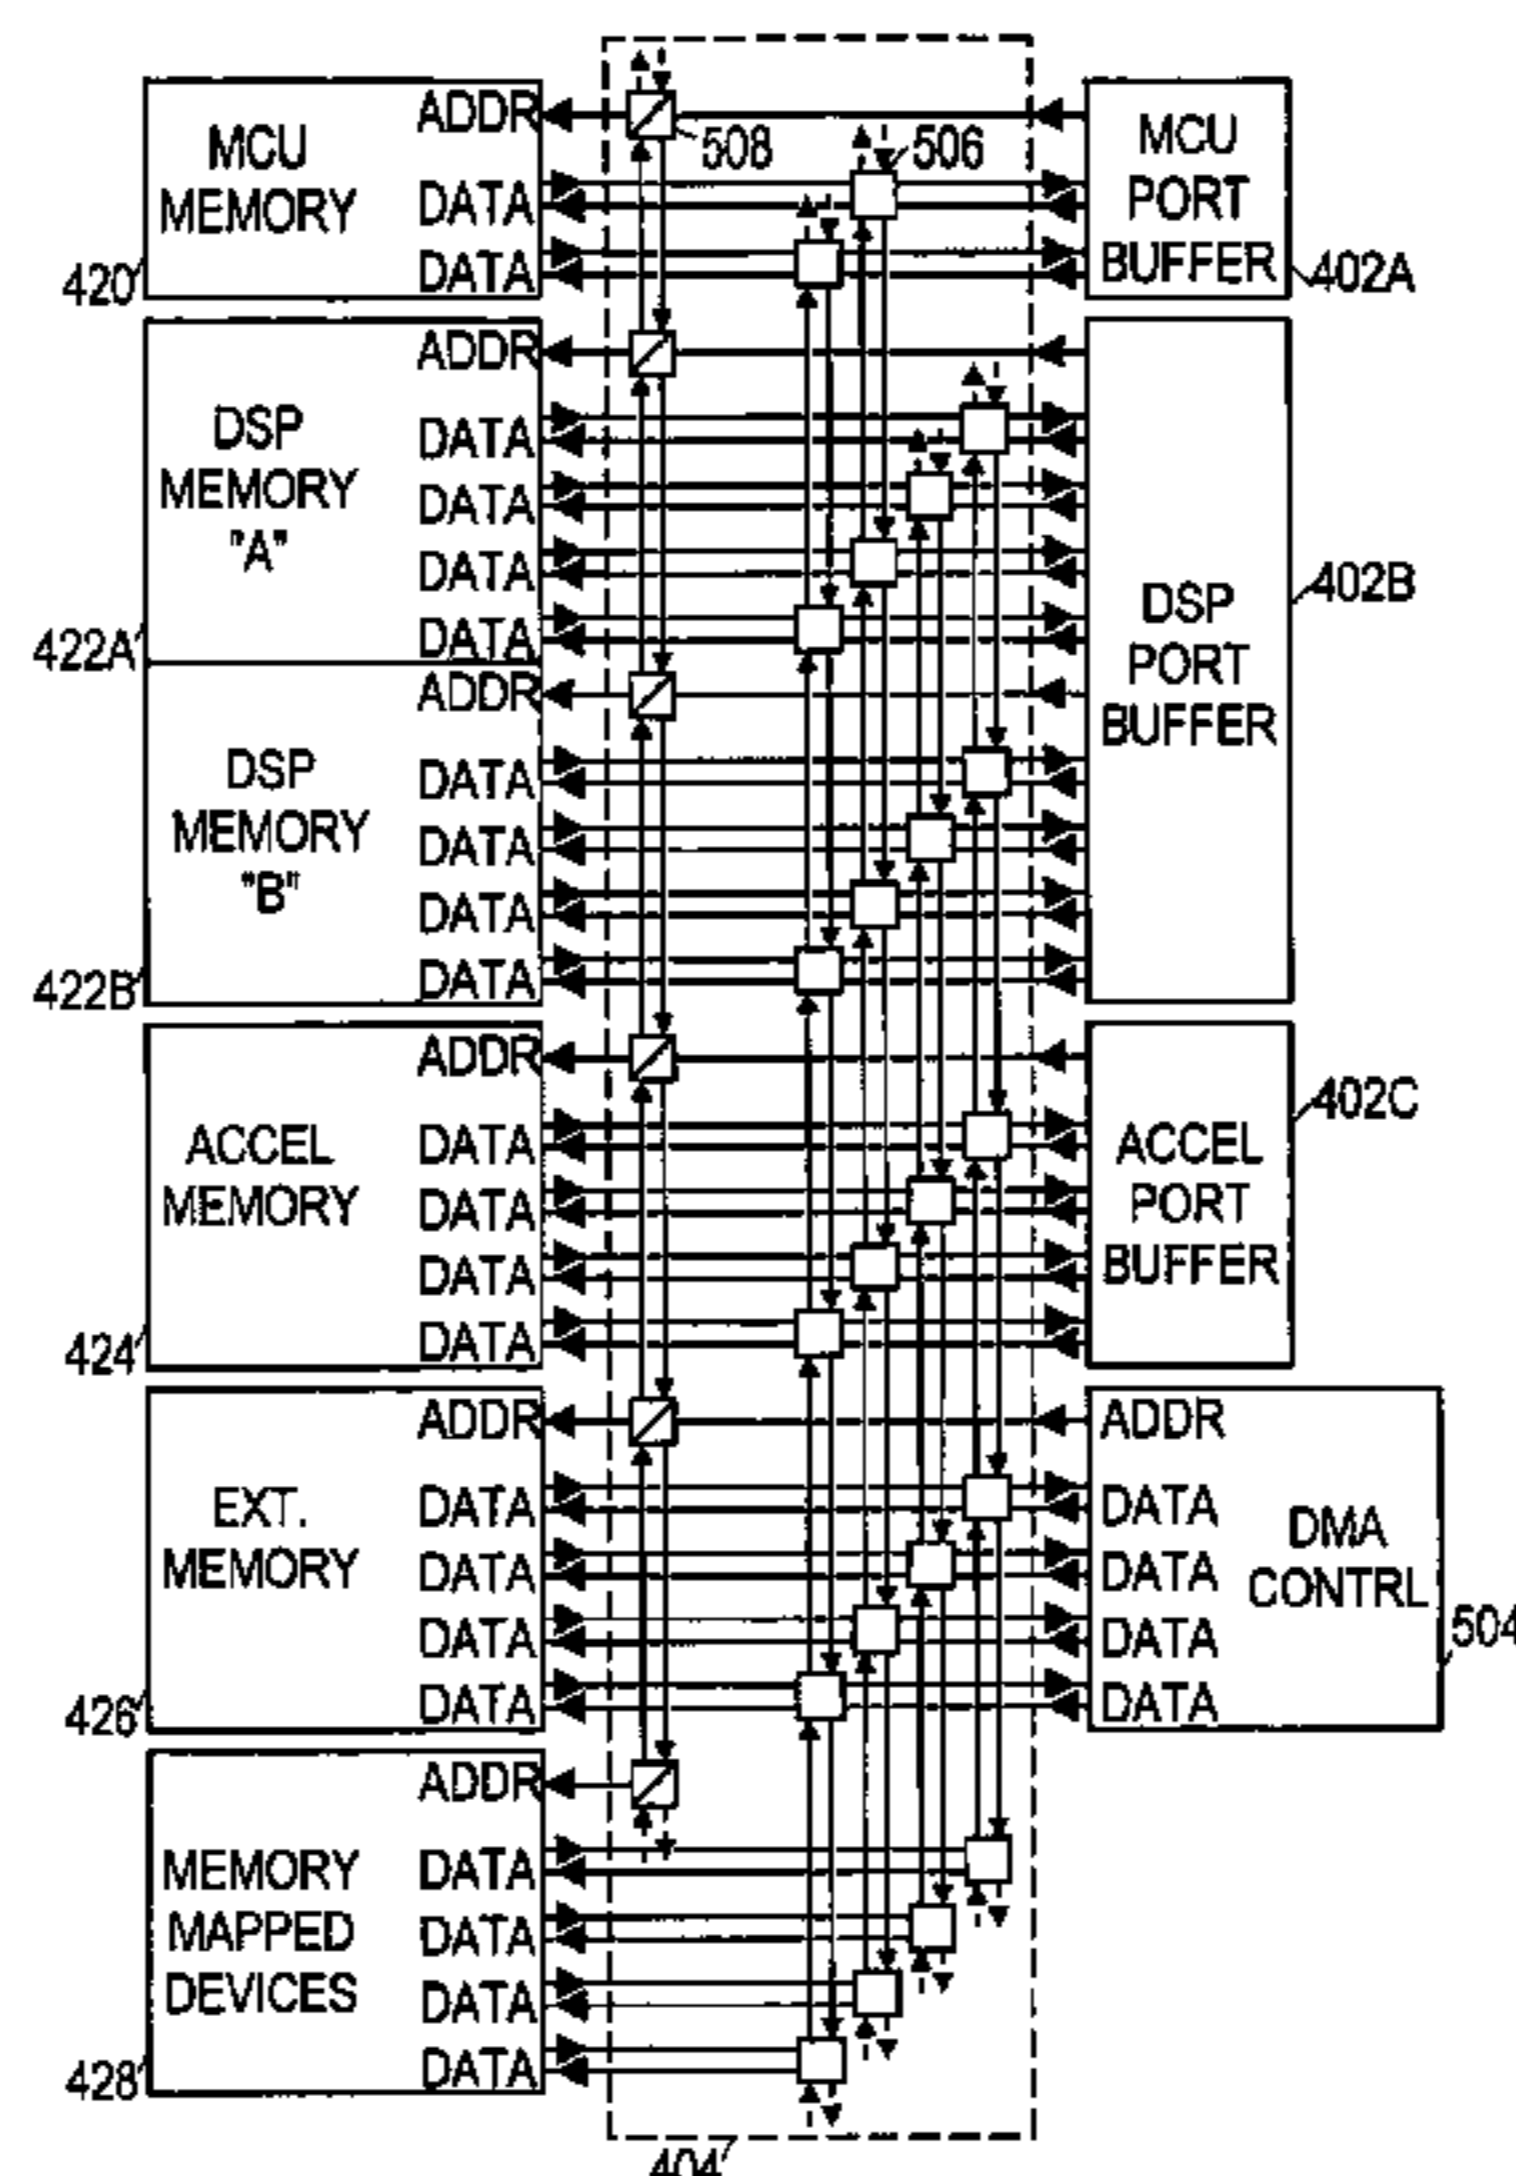 MCU
MEMORY
ADDR
DATA
DATA
420
508
506
MCU
PORT
BUFFER
402A
DSP
MEMORY
"A"
ADDR
DATA
DATA
DATA
DATA
422A
DSP
MEMORY
"B"
ADDR
DATA
DATA
DATA
DATA
422B
DSP
PORT
BUFFER
402B
ACCEL
MEMORY
ADDR
DATA
DATA
DATA
DATA
424
ACCEL
PORT
BUFFER
402C
EXT.
MEMORY
ADDR
DATA
DATA
DATA
DATA
426
ADDR
DATA
DATA
DATA
DATA
DMA
CONTRL
504
MEMORY
MAPPED
DEVICES
ADDR
DATA
DATA
DATA
DATA
428
404